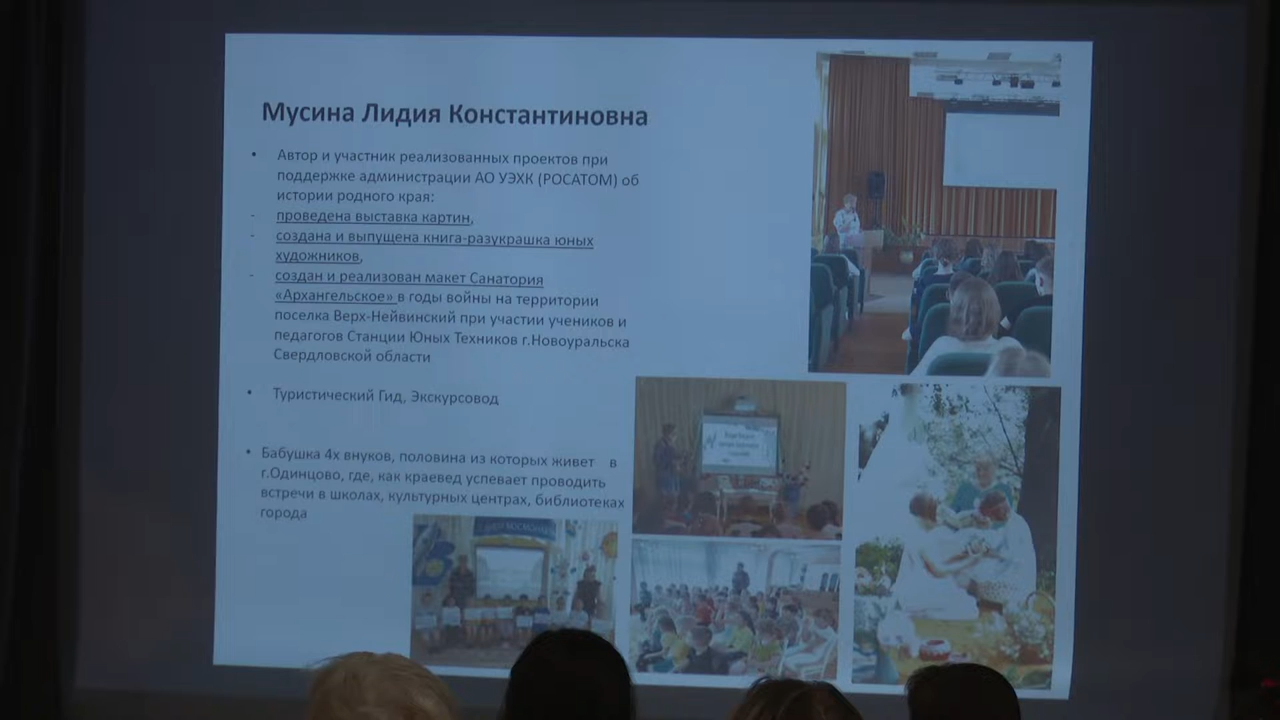 Мусина Лидия Константиновна
• Автор и участник реализованных проектов при
поддержке администрации АО УЭХК (РОСАТОМ) об
истории родного края:
- проведена выставка картин,
- создана и выпущена книга-разукрашка юных
художников,
- создан и реализован макет Санатория
«Архангельское» в годы войны на территории
поселка Верх-Нейвинский при участии учеников и
педагогов Станции Юных Техников г.Новоуральска
Свердловской области
• Туристический Гид, Экскурсовод
• Бабушка 4х внуков, половина из которых живет в
г.Одинцово, где, как краевед успевает проводить
встречи в школах, культурных центрах, библиотеках
города